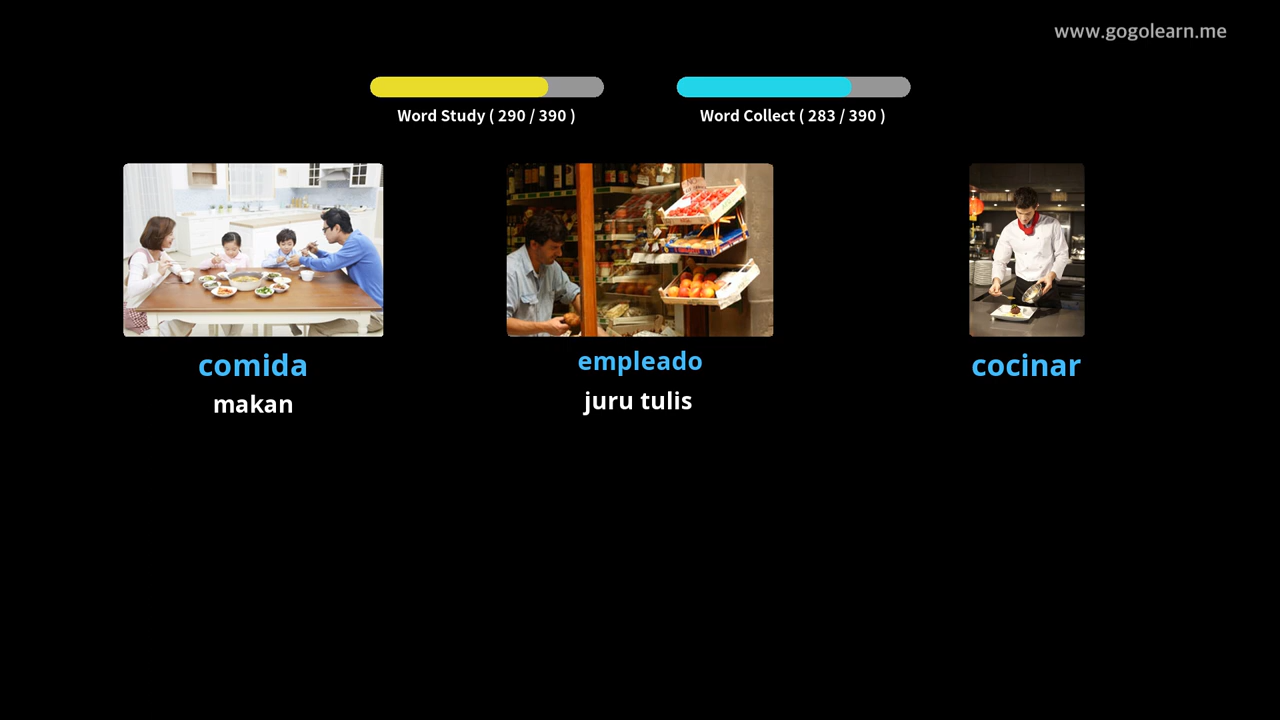 www.gogolearn.me
Word Study ( 290 / 390 )
Word Collect ( 283 / 390 )
comida
makan
empleado
juru tulis
cocinar